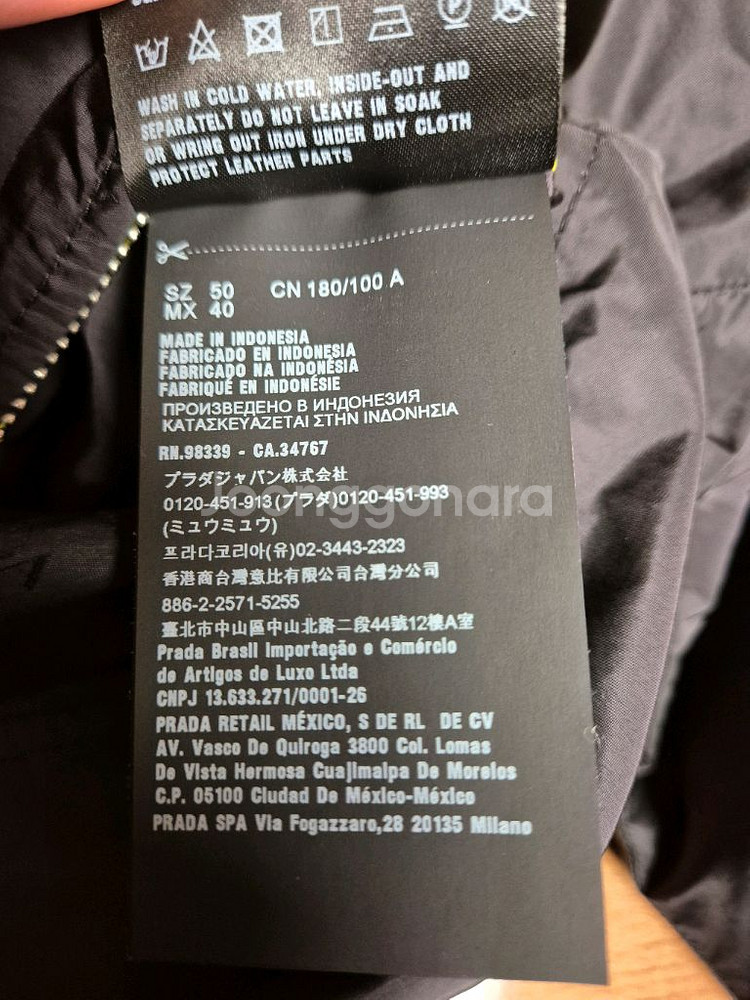 WASH IN COLD WATER, INSIDE-OUT AND
SEPARATELY DO NOT LEAVE IN SOAK
OR WRING OUT IRON UNDER DRY CLOTH
PROTECT LEATHER PARTS
SZ 50 CN 180/100 A
MX 40
MADE IN INDONESIA
FABRICADO EN INDONESIA
FABRICADO NA INDONÉSIA
FABRIQUÉ EN INDONÉSIE
ПРОИЗВЕДЕНО В ИНДОНЕЗИЯ
ΚΑΤΑΣΚΕΥΑΖΕΤΑΙ ΣΤΗΝ ΙΝΔΟΝΗΣΙΑ
RN.98339 - CA.34767
プラダジャパン株式会社
0120-451-913(プラダ)0120-451-993
(ミュウミュウ)
프라다코리아(유)02-3443-2323
香港商台灣意比有限公司台灣分公司
886-2-2571-5255
臺北市中山區中山北路二段44號12樓A室
Prada Brasil Importação e Comércio
de Artigos de Luxo Ltda
CNPJ 13.633.271/0001-26
PRADA RETAIL MÉXICO, S DE RL DE CV
AV. Vasco De Quiroga 3800 Col. Lomas
De Vista Hermosa Cuajimalpa De Morelos
C.P. 05100 Ciudad De México-México
PRADA SPA Via Fogazzaro,28 20135 Milano
Joonggonara